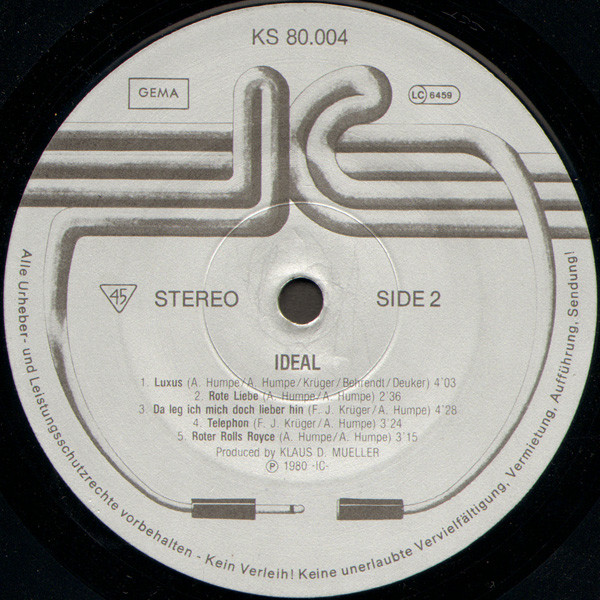 KS 80.004
GEMA
LC 6459
IC
45
STEREO
SIDE 2
IDEAL
1. Luxus (A. Humpe/A. Humpe/Krüger/Behrendt/Deuker) 4'03
2. Rote Liebe (A. Humpe/A. Humpe) 2'36
3. Da leg ich mich doch lieber hin (F. J. Krüger/A. Humpe) 4'28
4. Telephon (F. J. Krüger/A. Humpe) 3'24
5. Roter Rolls Royce (A. Humpe/A. Humpe) 3'15
Produced by KLAUS D. MUELLER
℗ 1980 -IC-
Alle Urheber- und Leistungsschutzrechte vorbehalten - Kein Verleih! Keine unerlaubte Vervielfältigung, Vermietung, Aufführung, Sendung!